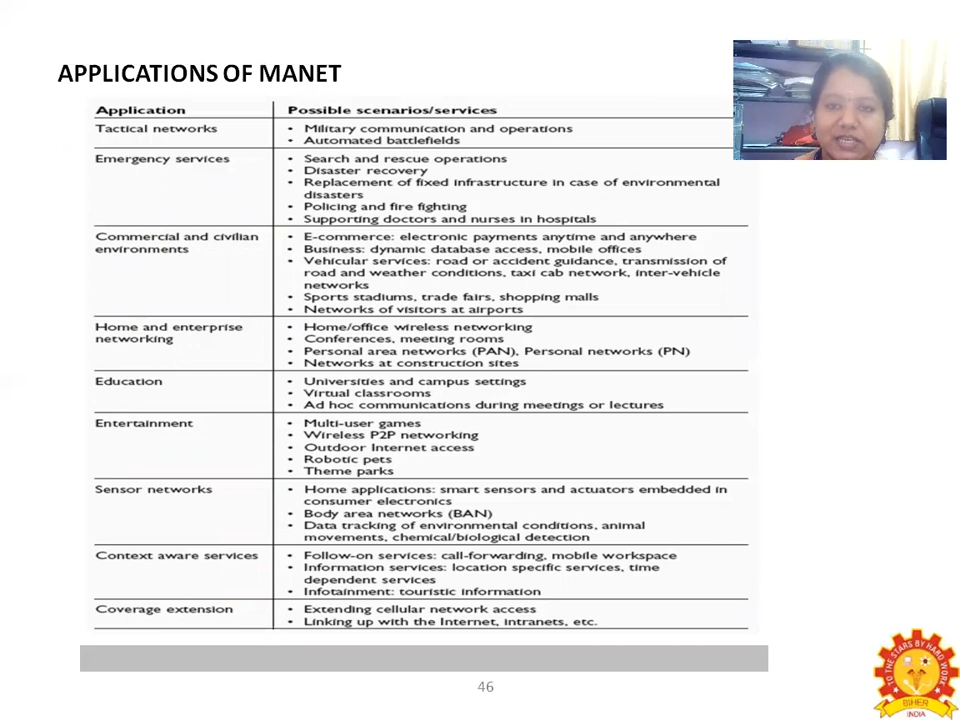 APPLICATIONS OF MANET
Application Possible scenarios/services
Tactical networks • Military communication and operations
• Automated battlefields
Emergency services • Search and rescue operations
• Disaster recovery
• Replacement of fixed infrastructure in case of environmental
disasters
• Policing and fire fighting
• Supporting doctors and nurses in hospitals
Commercial and civilian • E-commerce: electronic payments anytime and anywhere
environments • Business: dynamic database access, mobile offices
• Vehicular services: road or accident guidance, transmission of
road and weather conditions, taxi cab network, inter-vehicle
networks
• Sports stadiums, trade fairs, shopping malls
• Networks of visitors at airports
Home and enterprise • Home/office wireless networking
networking • Conferences, meeting rooms
• Personal area networks (PAN), Personal networks (PN)
• Networks at construction sites
Education • Universities and campus settings
• Virtual classrooms
• Ad hoc communications during meetings or lectures
Entertainment • Multi-user games
• Wireless P2P networking
• Outdoor Internet access
• Robotic pets
• Theme parks
Sensor networks • Home applications: smart sensors and actuators embedded in
consumer electronics
• Body area networks (BAN)
• Data tracking of environmental conditions, animal
movements, chemical/biological detection
Context aware services • Follow-on services: call-forwarding, mobile workspace
• Information services: location specific services, time
dependent services
• Infotainment: touristic information
Coverage extension • Extending cellular network access
• Linking up with the Internet, intranets, etc.
46
TO THE STARS BY HARD WORK
BIHER
INDIA